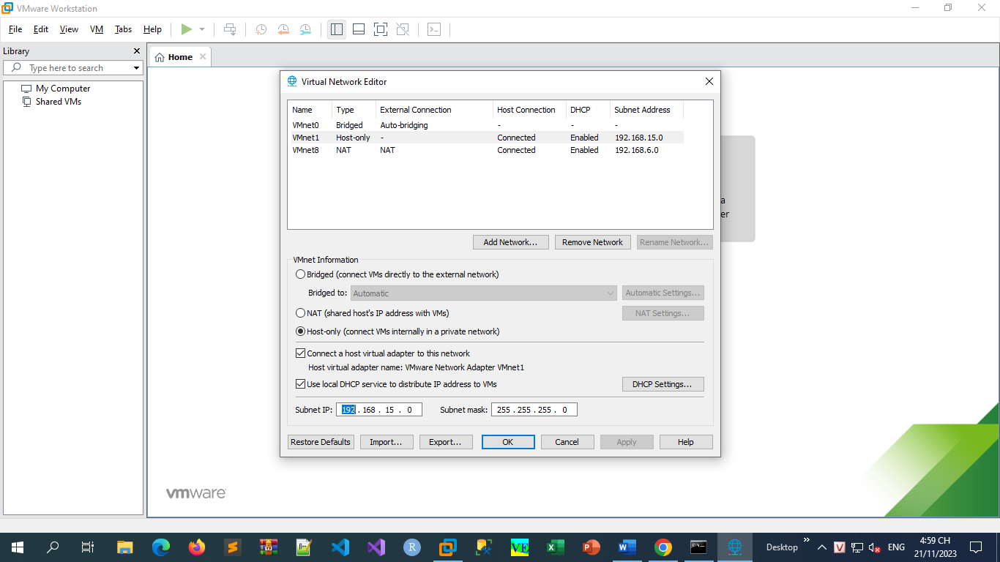 VMware Workstation
File Edit View VM Tabs Help
Library
Type here to search
My Computer
Shared VMs
Home
a
er
Virtual Network Editor
Name Type External Connection Host Connection DHCP Subnet Address
VMnet0 Bridged Auto-bridging - - -
VMnet1 Host-only - Connected Enabled 192.168.15.0
VMnet8 NAT NAT Connected Enabled 192.168.6.0
Add Network... Remove Network Rename Network...
VMnet Information
Bridged (connect VMs directly to the external network)
Bridged to: Automatic Automatic Settings...
NAT (shared host's IP address with VMs) NAT Settings...
Host-only (connect VMs internally in a private network)
Connect a host virtual adapter to this network
Host virtual adapter name: VMware Network Adapter VMnet1
Use local DHCP service to distribute IP address to VMs DHCP Settings...
Subnet IP: 192 . 168 . 15 . 0 Subnet mask: 255 . 255 . 255 . 0
Restore Defaults Import... Export... OK Cancel Apply Help
vmware
VE
Desktop ENG 4:59 CH
21/11/2023